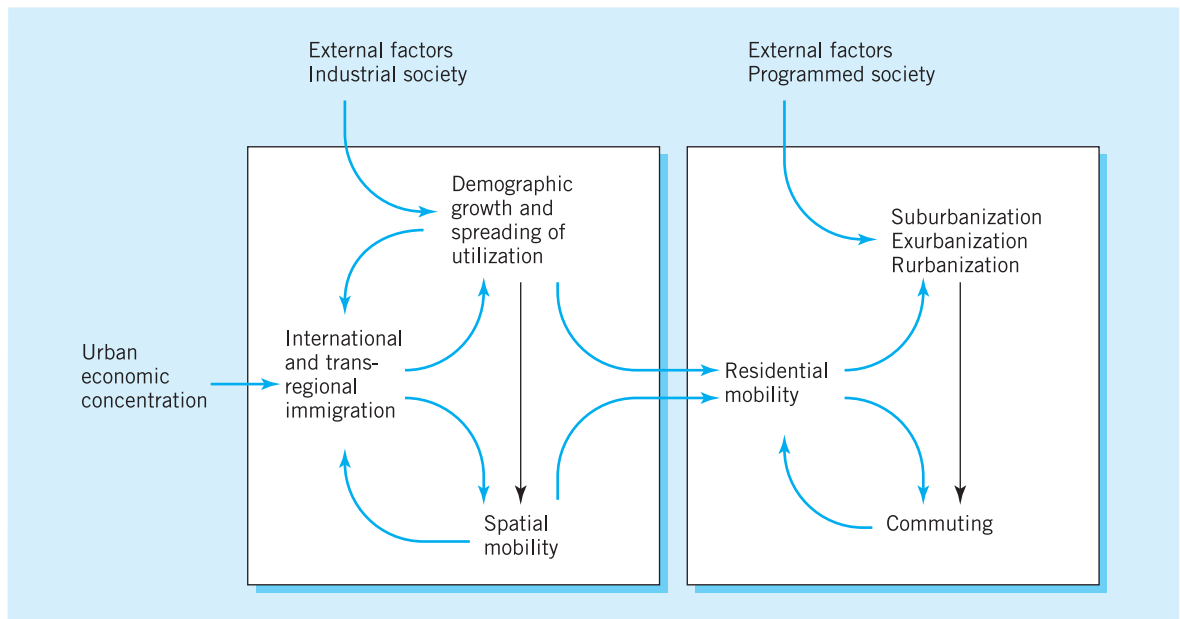 External factors
Industrial society
External factors
Programmed society
Demographic
growth and
spreading of
utilization
Suburbanization
Exurbanization
Rurbanization
International
and trans-
regional
immigration
Urban
economic
concentration
Residential
mobility
Spatial
mobility
Commuting